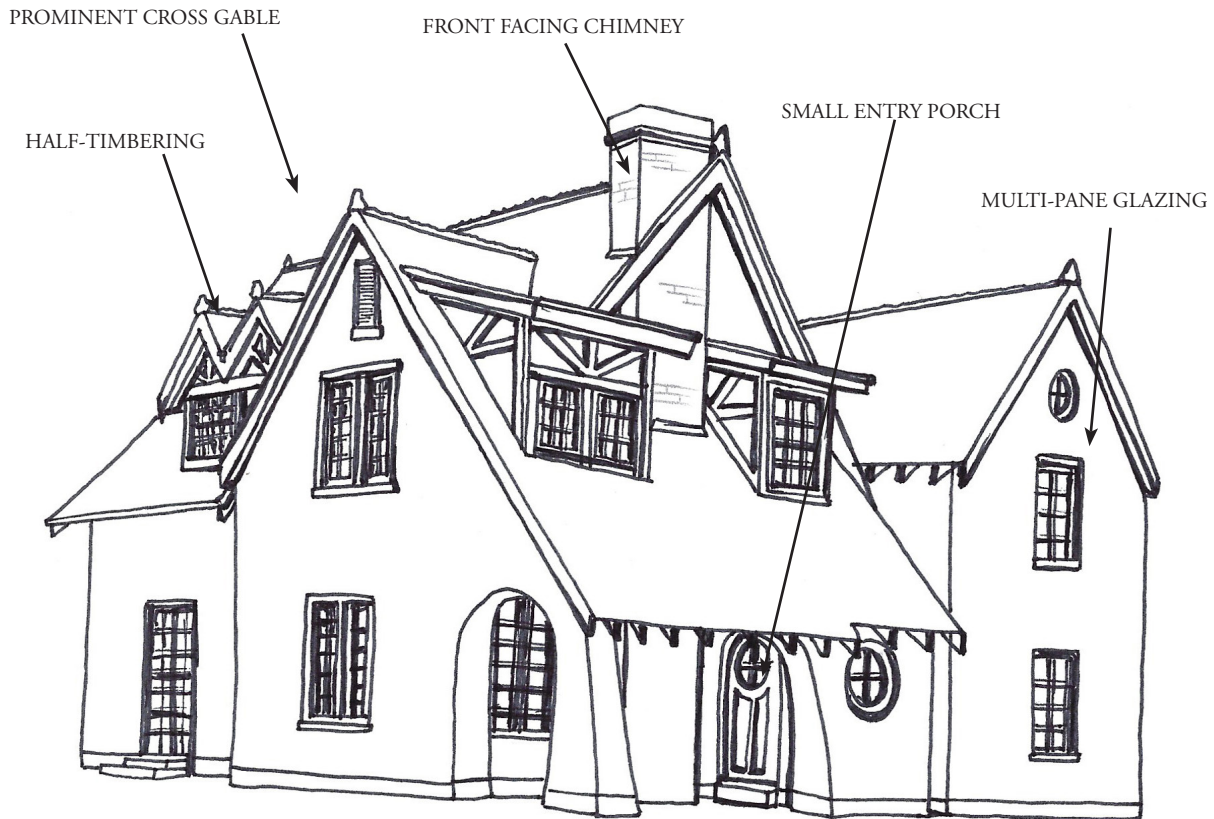 PROMINENT CROSS GABLE
FRONT FACING CHIMNEY
SMALL ENTRY PORCH
HALF-TIMBERING
MULTI-PANE GLAZING